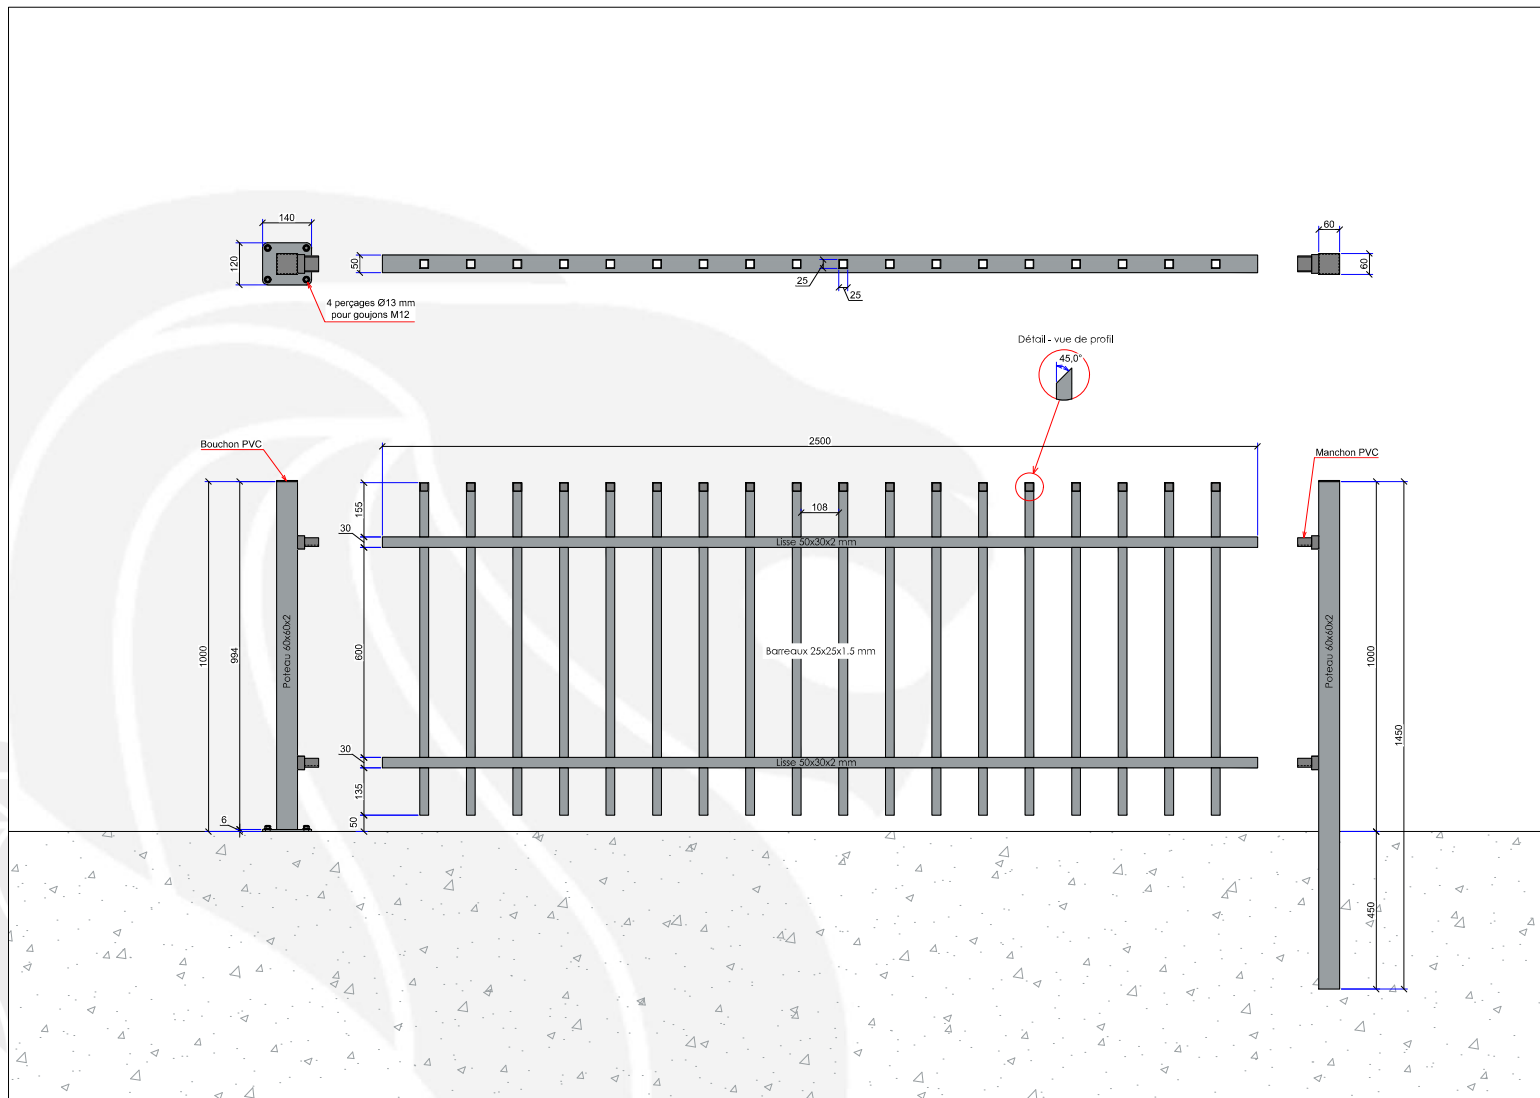 140
120
4 perçages Ø13 mm
pour goujons M12
50
25
25
60
60
Détail - vue de profil
45,0°
2500
Bouchon PVC
Manchon PVC
155
30
108
Lisse 50x30x2 mm
1000
994
Poteau 60x60x2
600
Barreaux 25x25x1.5 mm
Poteau 60x60x2
1000
1450
30
Lisse 50x30x2 mm
135
6
50
450